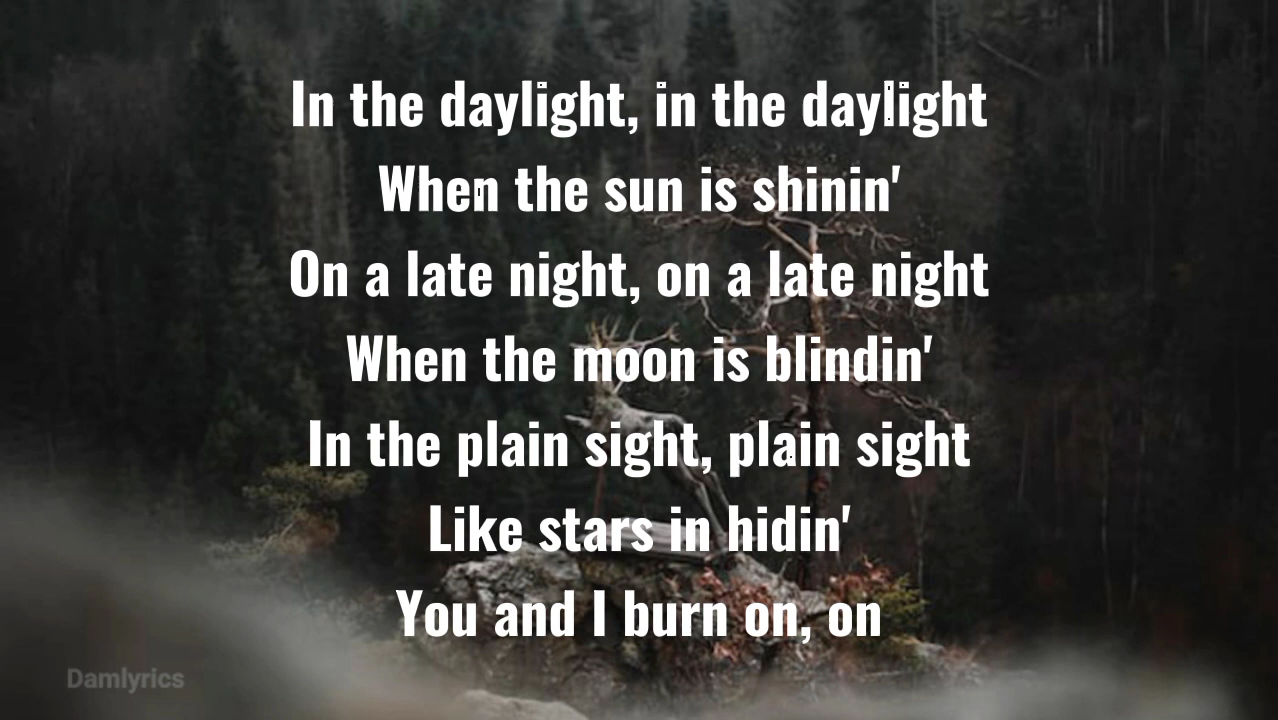 In the daylight, in the daylight
When the sun is shinin'
On a late night, on a late night
When the moon is blindin'
In the plain sight, plain sight
Like stars in hidin'
You and I burn on, on
Damlyrics